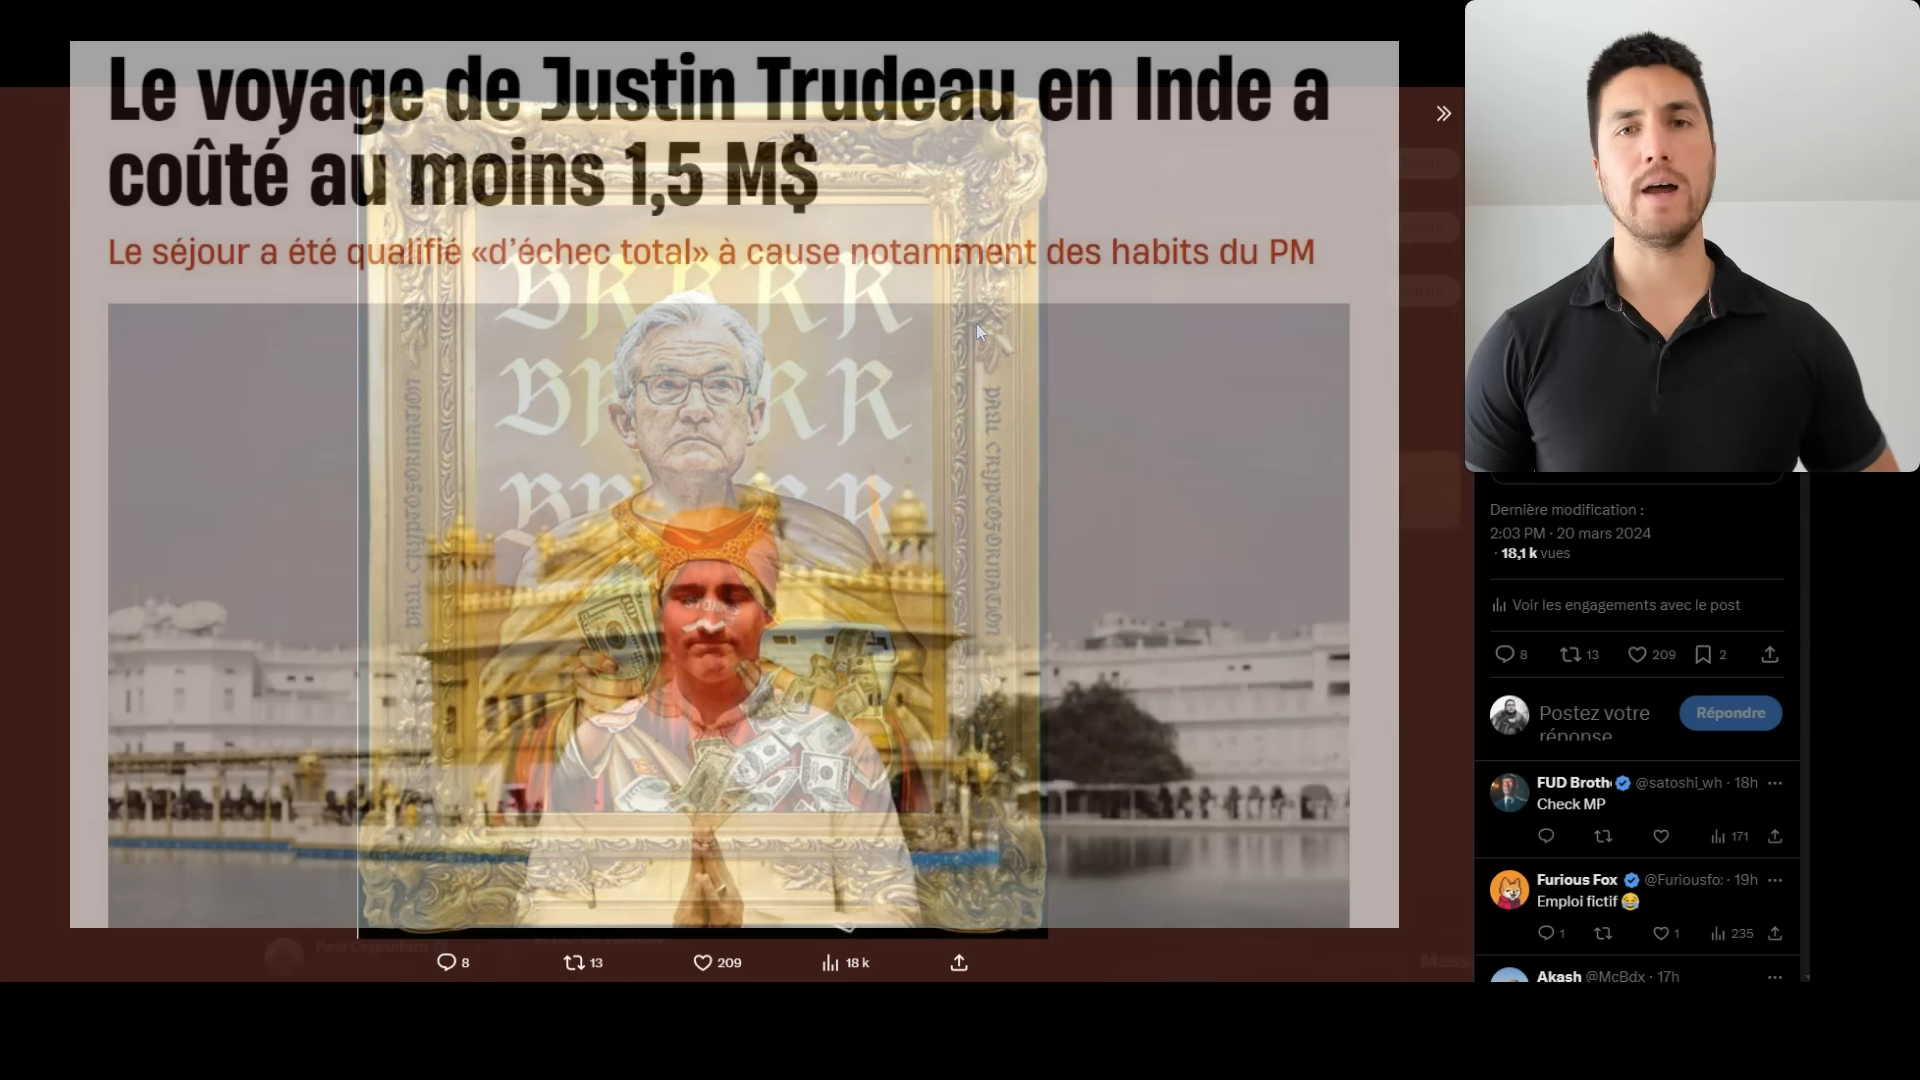 Le voyage de Justin Trudeau en Inde a
coûté au moins 1,5 M$
Le séjour a été qualifié «d'échec total» à cause notamment des habits du PM
BRRRR
BRRRR
BRRRR
PAUL CRYPTOFORMATION
PAUL CRYPTOFORMATION
8 13 209 18 k
Dernière modification :
2:03 PM · 20 mars 2024
· 18,1 k vues
Voir les engagements avec le post
8 13 209 2
Postez votre
réponse
Répondre
FUD Broth @satoshi_wh · 18h
Check MP
171
Furious Fox @Furiousfo: · 19h
Emploi fictif 😂
1 1 235
Akash @McBdx · 17h